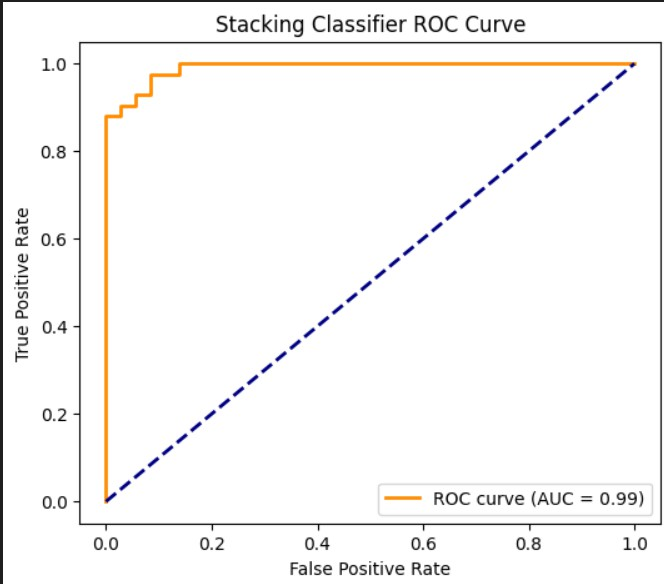 Stacking Classifier ROC Curve
True Positive Rate
1.0
0.8
0.6
0.4
0.2
0.0
ROC curve (AUC = 0.99)
0.0 0.2 0.4 0.6 0.8 1.0
False Positive Rate